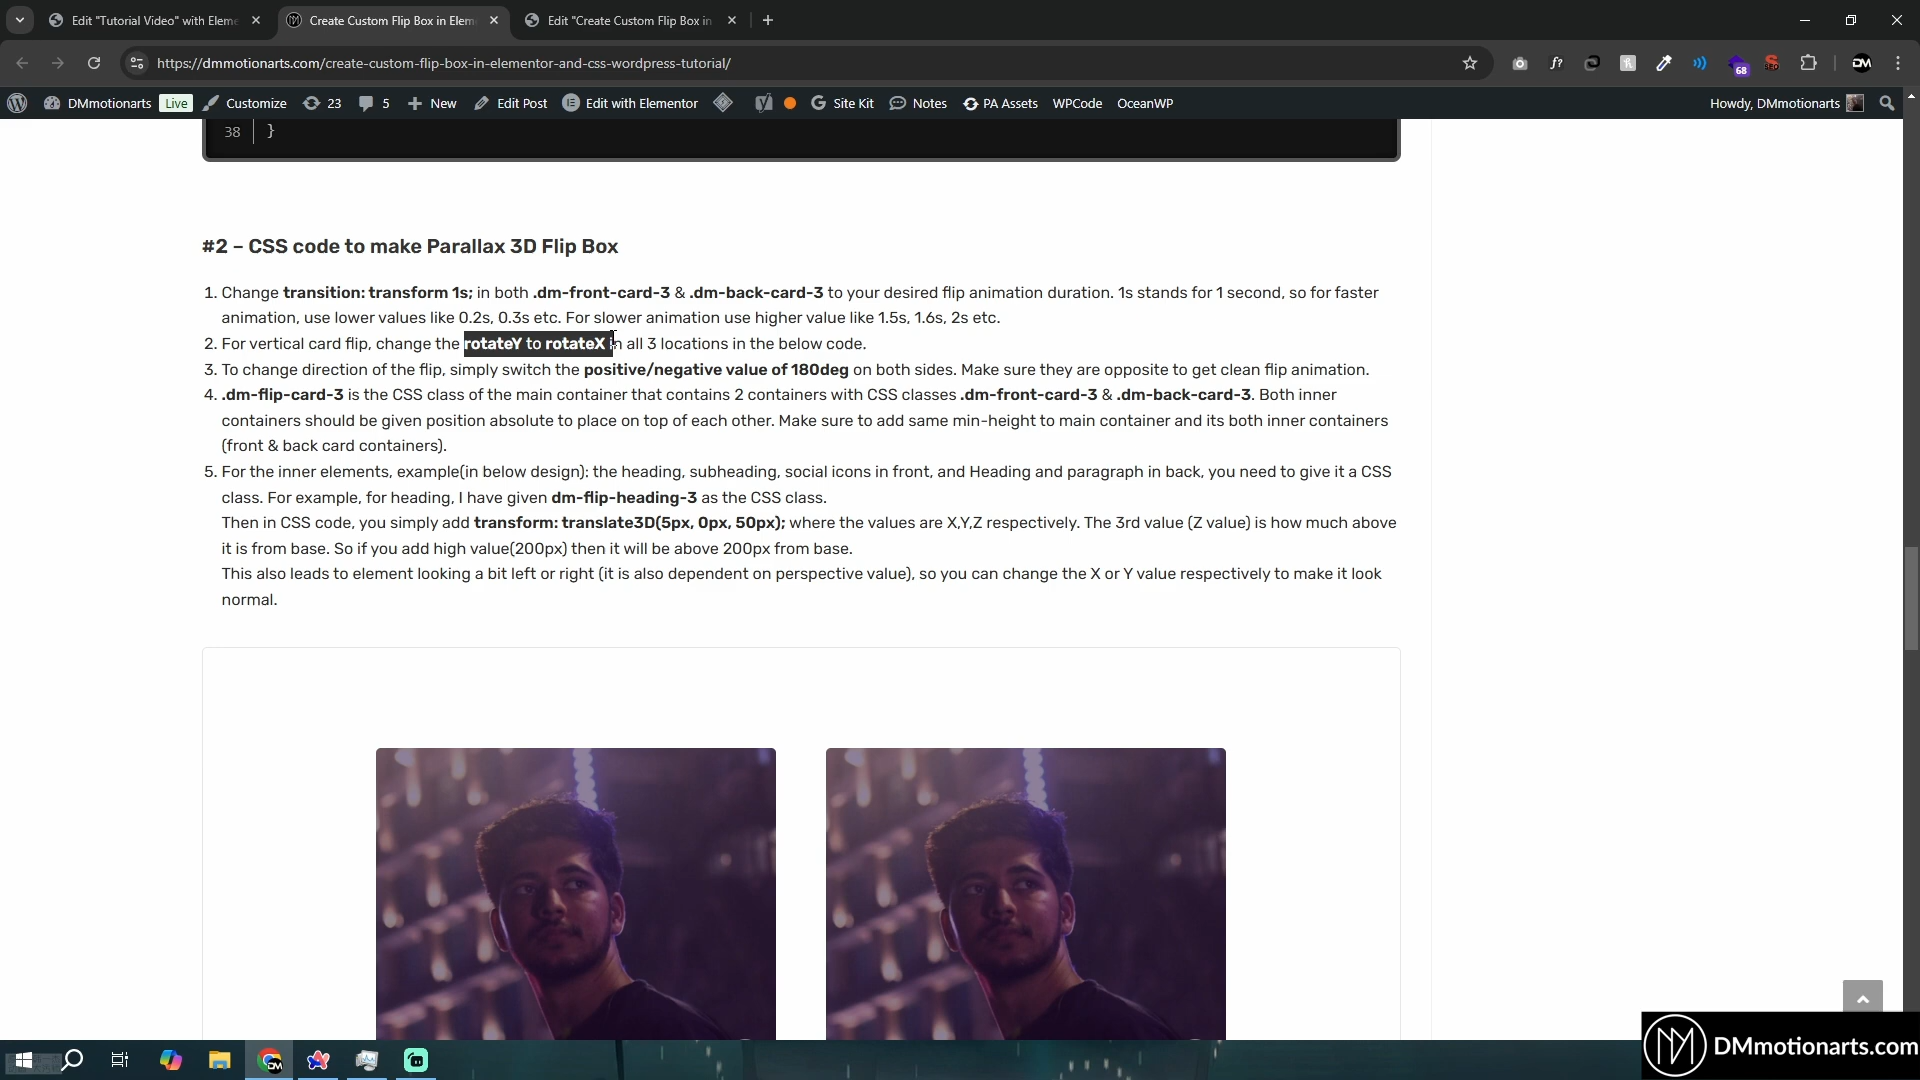 Edit "Tutorial Video" with Eleme
Create Custom Flip Box in Elem
Edit "Create Custom Flip Box in
https://dmmotionarts.com/create-custom-flip-box-in-elementor-and-css-wordpress-tutorial/
68
SEO
DM
DMmotionarts Live Customize 23 5 New Edit Post Edit with Elementor Site Kit Notes PA Assets WPCode OceanWP Howdy, DMmotionarts
38 }
#2 – CSS code to make Parallax 3D Flip Box
1. Change transition: transform 1s; in both .dm-front-card-3 & .dm-back-card-3 to your desired flip animation duration. 1s stands for 1 second, so for faster
animation, use lower values like 0.2s, 0.3s etc. For slower animation use higher value like 1.5s, 1.6s, 2s etc.
2. For vertical card flip, change the rotateY to rotateX in all 3 locations in the below code.
3. To change direction of the flip, simply switch the positive/negative value of 180deg on both sides. Make sure they are opposite to get clean flip animation.
4. .dm-flip-card-3 is the CSS class of the main container that contains 2 containers with CSS classes .dm-front-card-3 & .dm-back-card-3. Both inner
containers should be given position absolute to place on top of each other. Make sure to add same min-height to main container and its both inner containers
(front & back card containers).
5. For the inner elements, example(in below design): the heading, subheading, social icons in front, and Heading and paragraph in back, you need to give it a CSS
class. For example, for heading, I have given dm-flip-heading-3 as the CSS class.
Then in CSS code, you simply add transform: translate3D(5px, 0px, 50px); where the values are X,Y,Z respectively. The 3rd value (Z value) is how much above
it is from base. So if you add high value(200px) then it will be above 200px from base.
This also leads to element looking a bit left or right (it is also dependent on perspective value), so you can change the X or Y value respectively to make it look
normal.
DMmotionarts.com